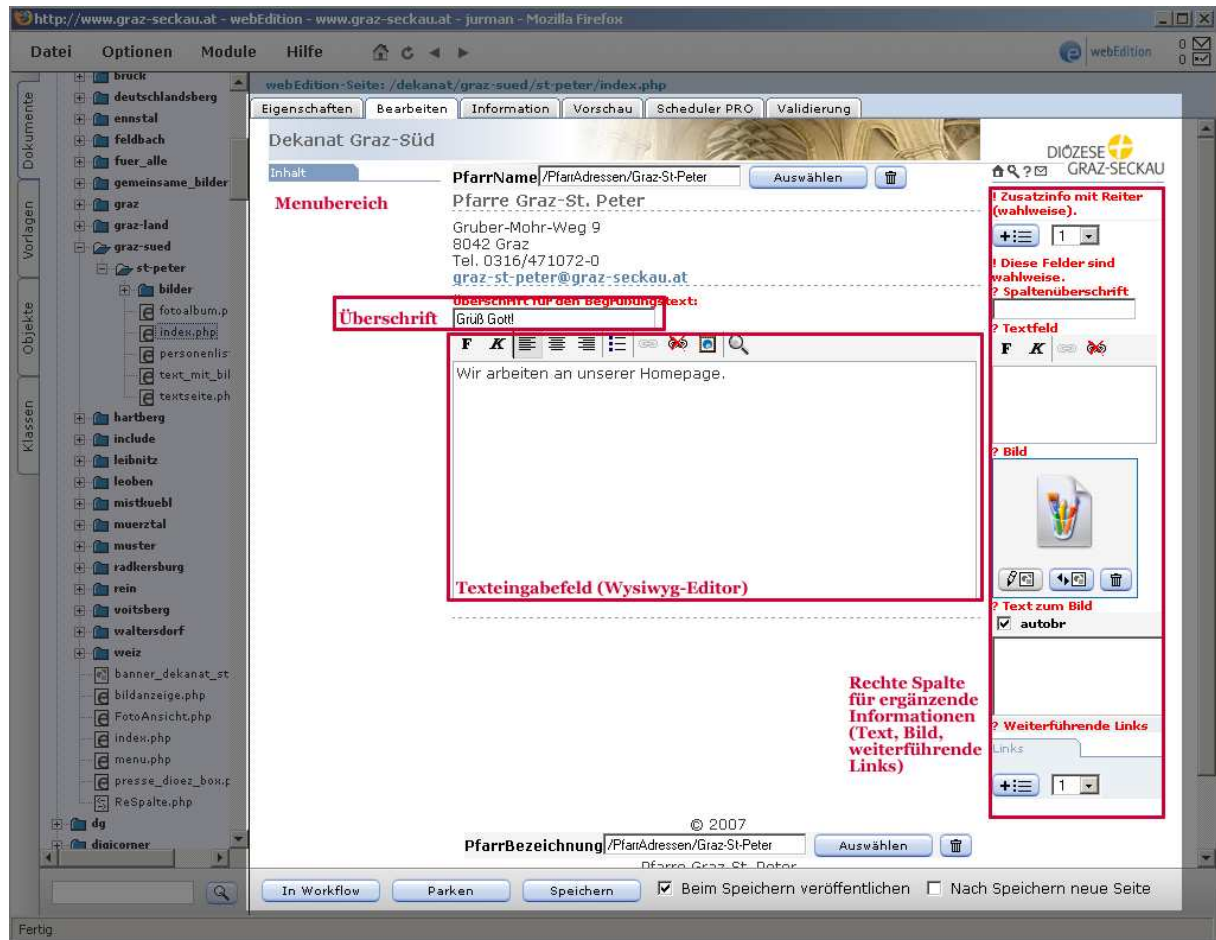 http://www.graz-seckau.at - webEdition - www.graz-seckau.at - jurman - Mozilla Firefox
Datei Optionen Module Hilfe
webEdition
0
0
Dokumente
Vorlagen
Objekte
Klassen
bruck
deutschlandsberg
ennstal
feldbach
fuer_alle
gemeinsame_bilder
graz
graz-land
graz-sued
st-peter
bilder
fotoalbum.p
index.php
personenlis
text_mit_bil
textseite.ph
hartberg
include
leibnitz
leoben
mistkuebl
muerztal
muster
radkersburg
rein
voitsberg
waltersdorf
weiz
banner_dekanat_st
bildanzeige.php
FotoAnsicht.php
index.php
menu.php
presse_dioez_box.p
ReSpalte.php
dg
digicorner
webEdition-Seite: /dekanat/graz-sued/st-peter/index.php
Eigenschaften Bearbeiten Information Vorschau Scheduler PRO Validierung
Dekanat Graz-Süd
DIÖZESE
GRAZ-SECKAU
Inhalt
Menubereich
PfarrName /PfarrAdressen/Graz-St-Peter Auswählen
Pfarre Graz-St. Peter
Gruber-Mohr-Weg 9
8042 Graz
Tel. 0316/471072-0
graz-st-peter@graz-seckau.at
Überschrift für den Begrüßungstext:
Überschrift
Grüß Gott!
F K
Wir arbeiten an unserer Homepage.
Texteingabefeld (Wysiwyg-Editor)
Rechte Spalte
für ergänzende
Informationen
(Text, Bild,
weiterführende
Links)
! Zusatzinfo mit Reiter
(wahlweise).
1
! Diese Felder sind
wahlweise.
? Spaltenüberschrift
? Textfeld
F K
? Bild
? Text zum Bild
autobr
? Weiterführende Links
Links
1
© 2007
PfarrBezeichnung /PfarrAdressen/Graz-St-Peter Auswählen
Pfarre Graz-St. Peter
In Workflow Parken Speichern Beim Speichern veröffentlichen Nach Speichern neue Seite
Fertig